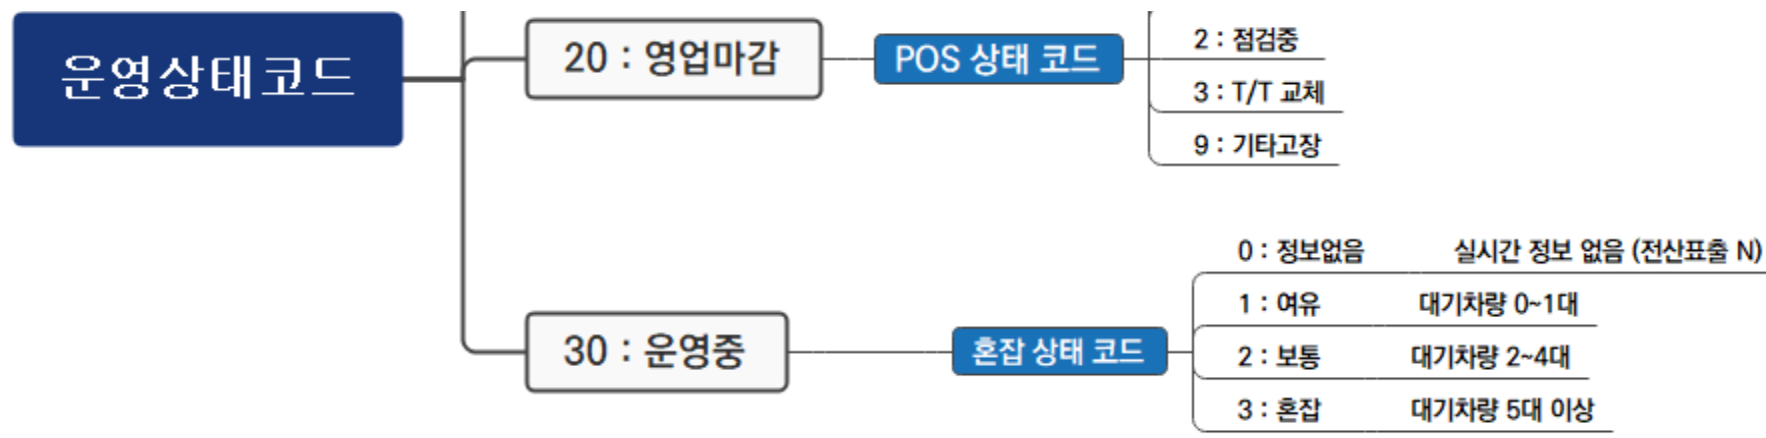 운영상태코드
20 : 영업마감
POS 상태 코드
2 : 점검중
3 : T/T 교체
9 : 기타고장
30 : 운영중
혼잡 상태 코드
0 : 정보없음 실시간 정보 없음 (전산표출 N)
1 : 여유 대기차량 0~1대
2 : 보통 대기차량 2~4대
3 : 혼잡 대기차량 5대 이상